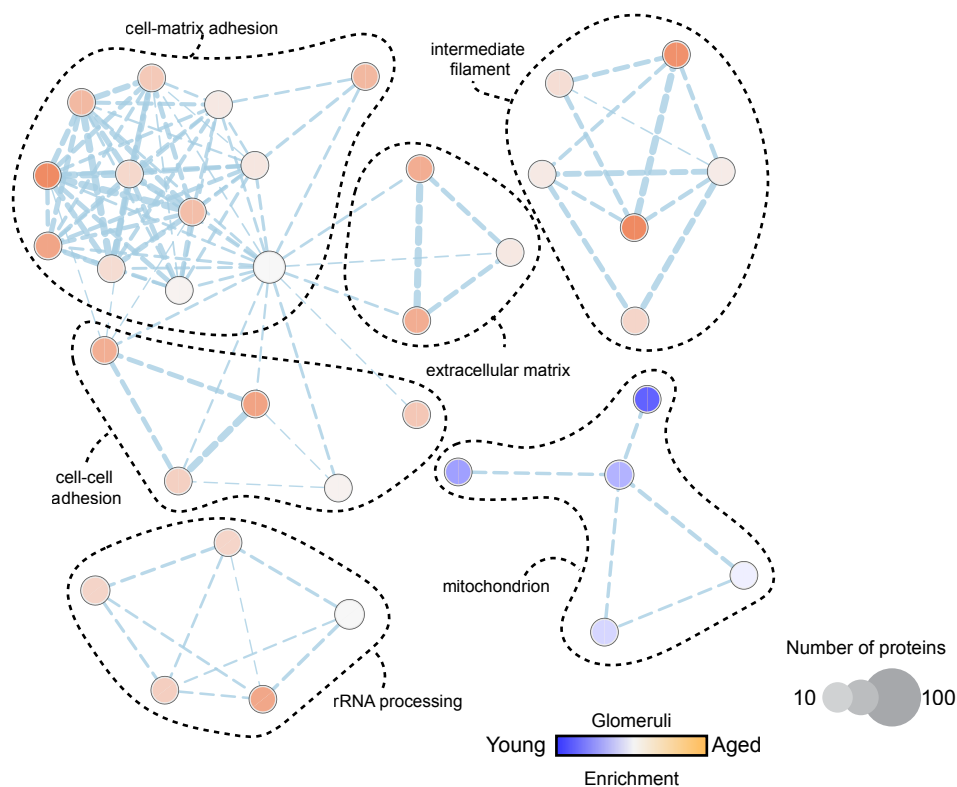 cell-matrix adhesion
intermediate
filament
extracellular matrix
cell-cell
adhesion
mitochondrion
rRNA processing
Number of proteins
10
100
Glomeruli
Young
Aged
Enrichment